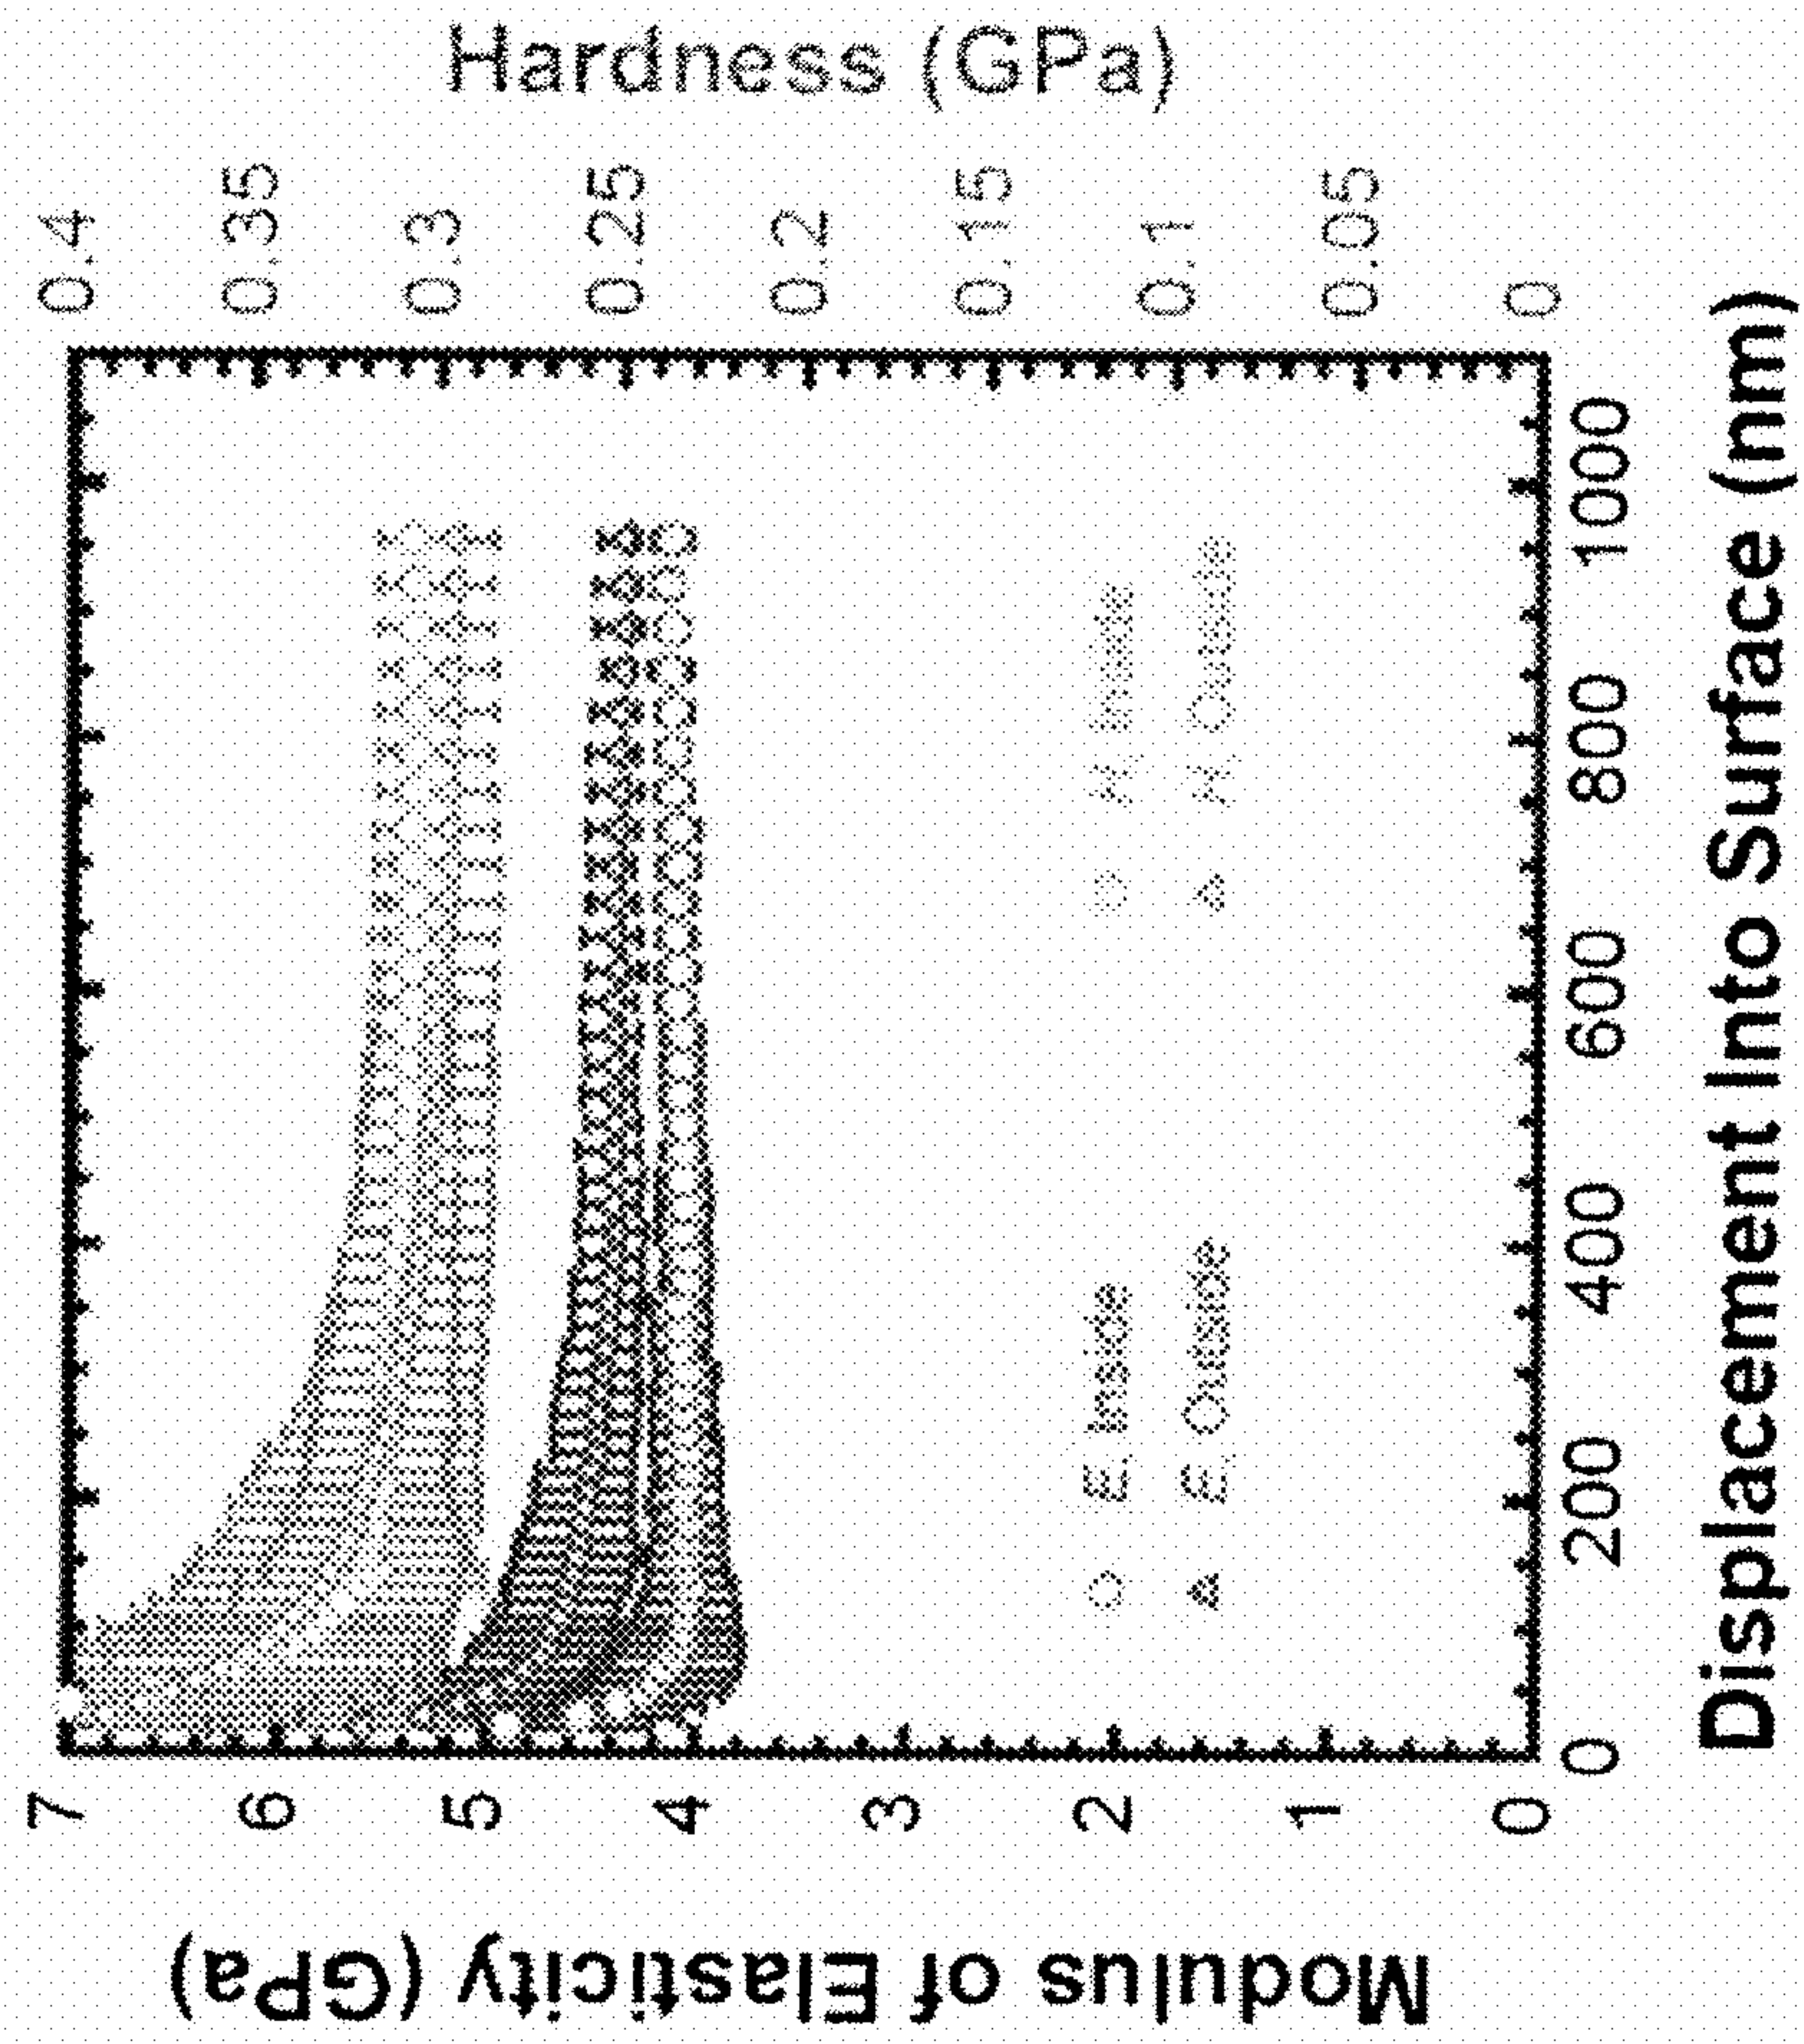 Hardness (GPa)
0.4
0.35
0.3
0.25
0.2
0.15
0.1
0.05
0
7
6
5
4
3
2
1
0
Modulus of Elasticity (GPa)
E. Inside
H. Inside
E. Outside
H. Outside
0 200 400 600 800 1000
Displacement Into Surface (nm)